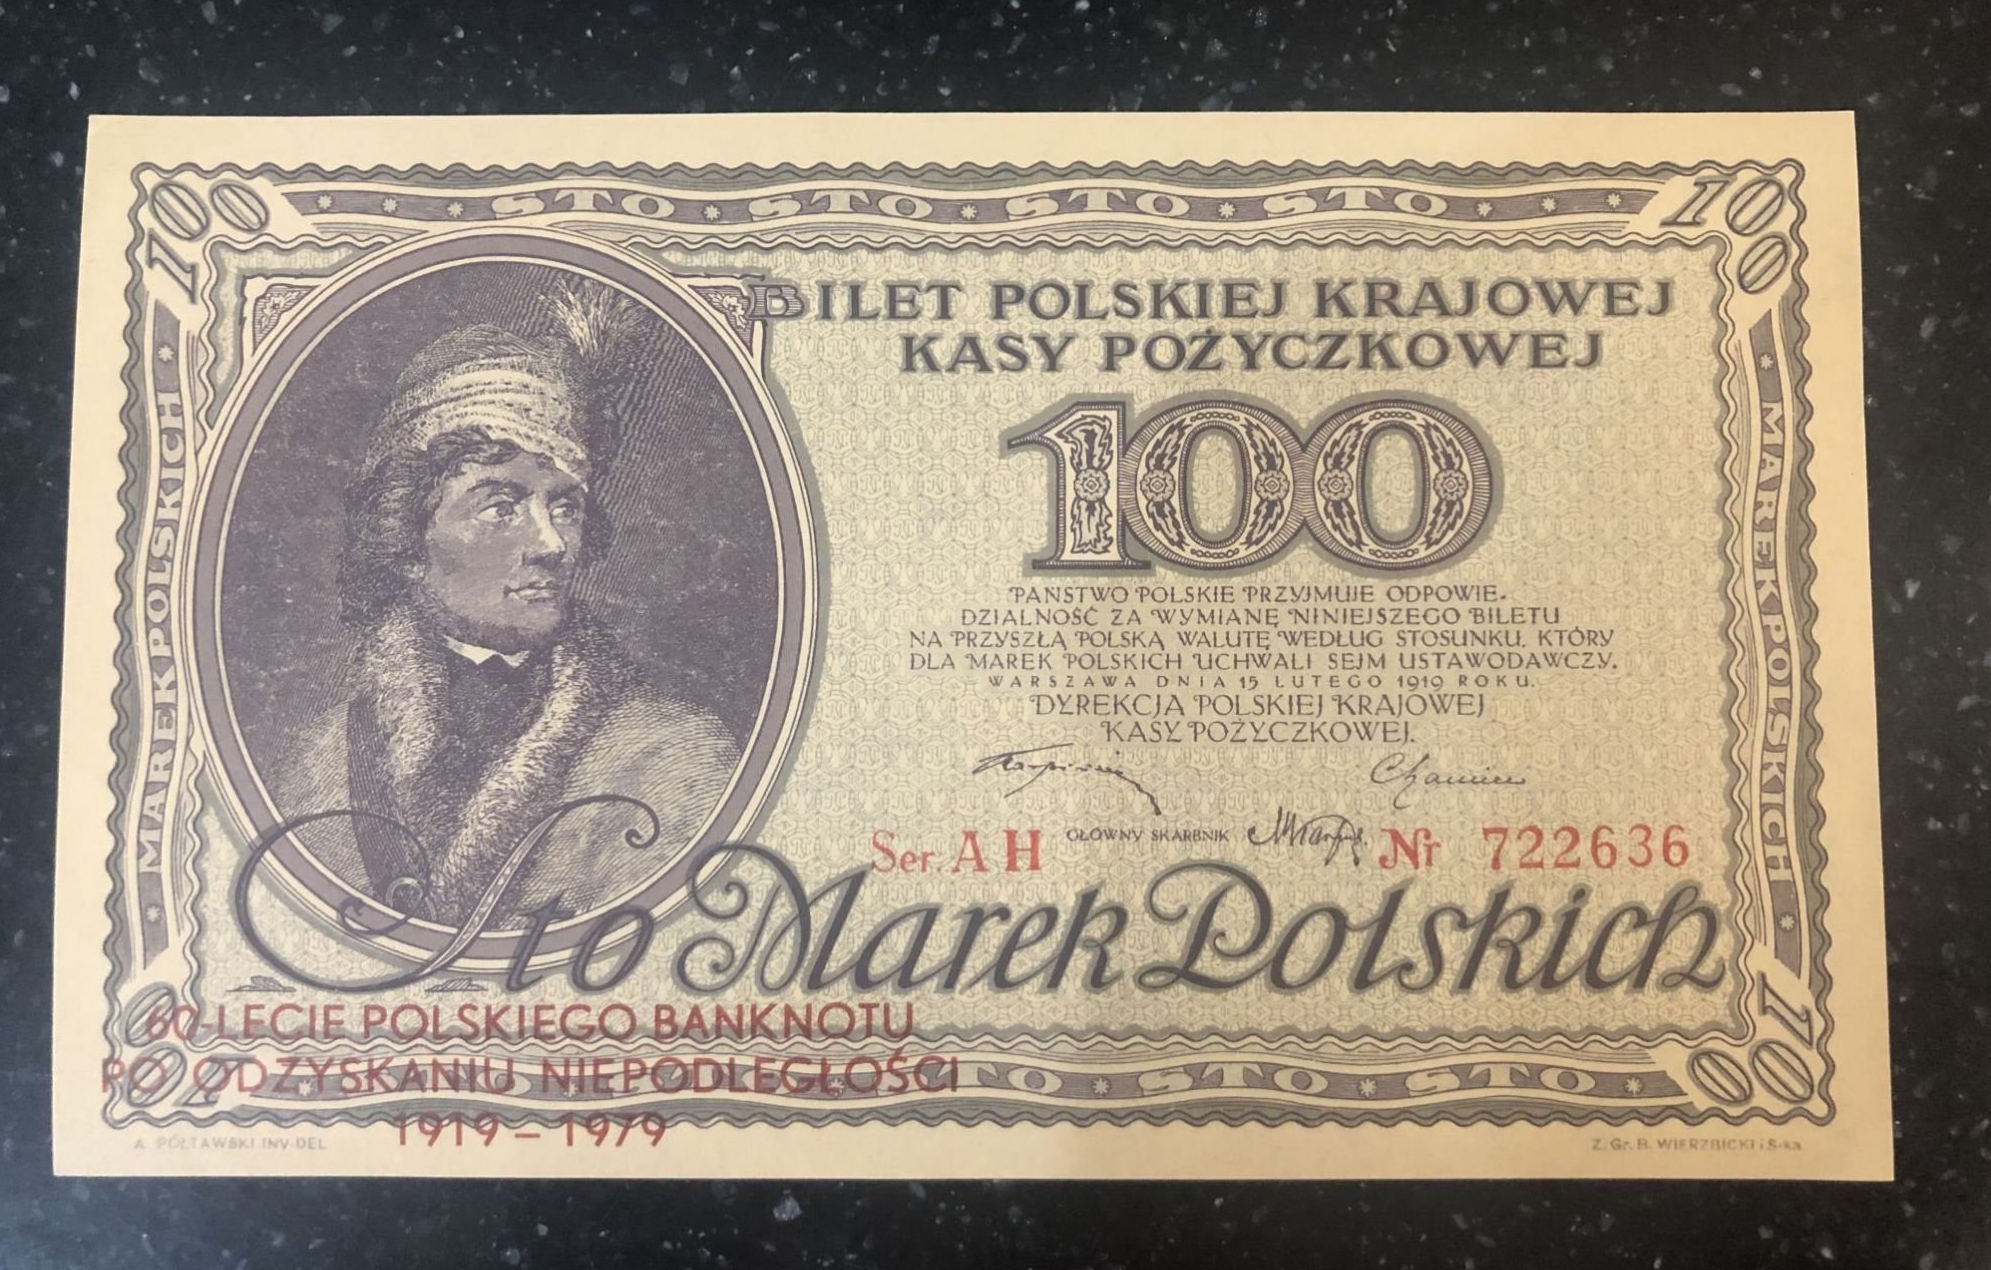 100 * * * STO * STO * STO * STO * * * 100
MAREK POLSKICH
BILET POLSKIEJ KRAJOWEJ
KASY POŻYCZKOWEJ
100
PAŃSTWO POLSKIE PRZYJMUJE ODPOWIE-
DZIALNOŚĆ ZA WYMIANĘ NINIEJSZEGO BILETU
NA PRZYSZŁĄ POLSKĄ WALUTĘ WEDŁUG STOSUNKU, KTÓRY
DLA MAREK POLSKICH UCHWALI SEJM USTAWODAWCZY.
WARSZAWA DNIA 15 LUTEGO 1919 ROKU.
DYREKCJA POLSKIEJ KRAJOWEJ
KASY POŻYCZKOWEJ.
MAREK POLSKICH
Ser. A H GŁÓWNY SKARBNIK Nr 722636
Sto Marek Polskich
60-LECIE POLSKIEGO BANKNOTU
PO ODZYSKANIU NIEPODLEGŁOŚCI
1919 – 1979
STO * STO * STO * 100
A. PÓŁTAWSKI INV-DEL
Z. Gr. B. WIERZBICKI i S-ka